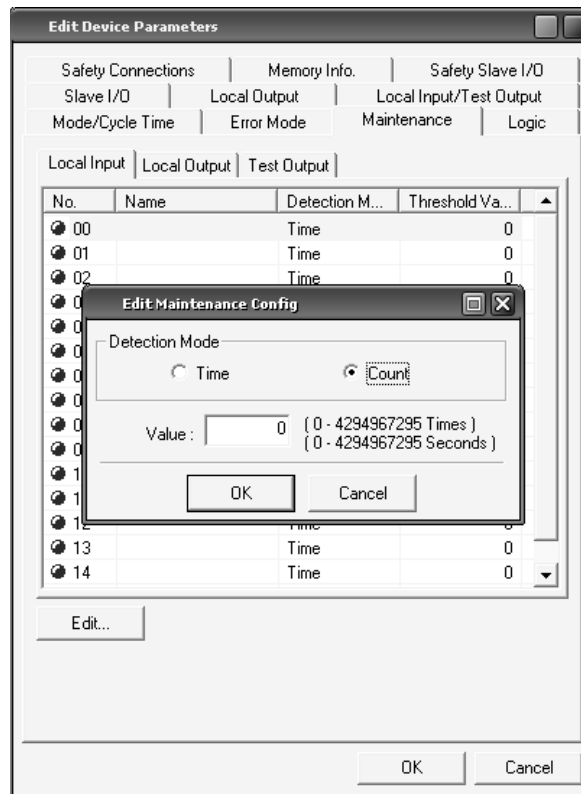 Edit Device Parameters
Safety Connections Memory Info. Safety Slave I/O
Slave I/O Local Output Local Input/Test Output
Mode/Cycle Time Error Mode Maintenance Logic
Local Input Local Output Test Output
No. Name Detection M... Threshold Va...
00 Time 0
01 Time 0
02 Time 0
Edit Maintenance Config
Detection Mode
Time Count
Value : 0 ( 0 - 4294967295 Times )
( 0 - 4294967295 Seconds )
OK Cancel
12 Time 0
13 Time 0
14 Time 0
Edit...
OK Cancel